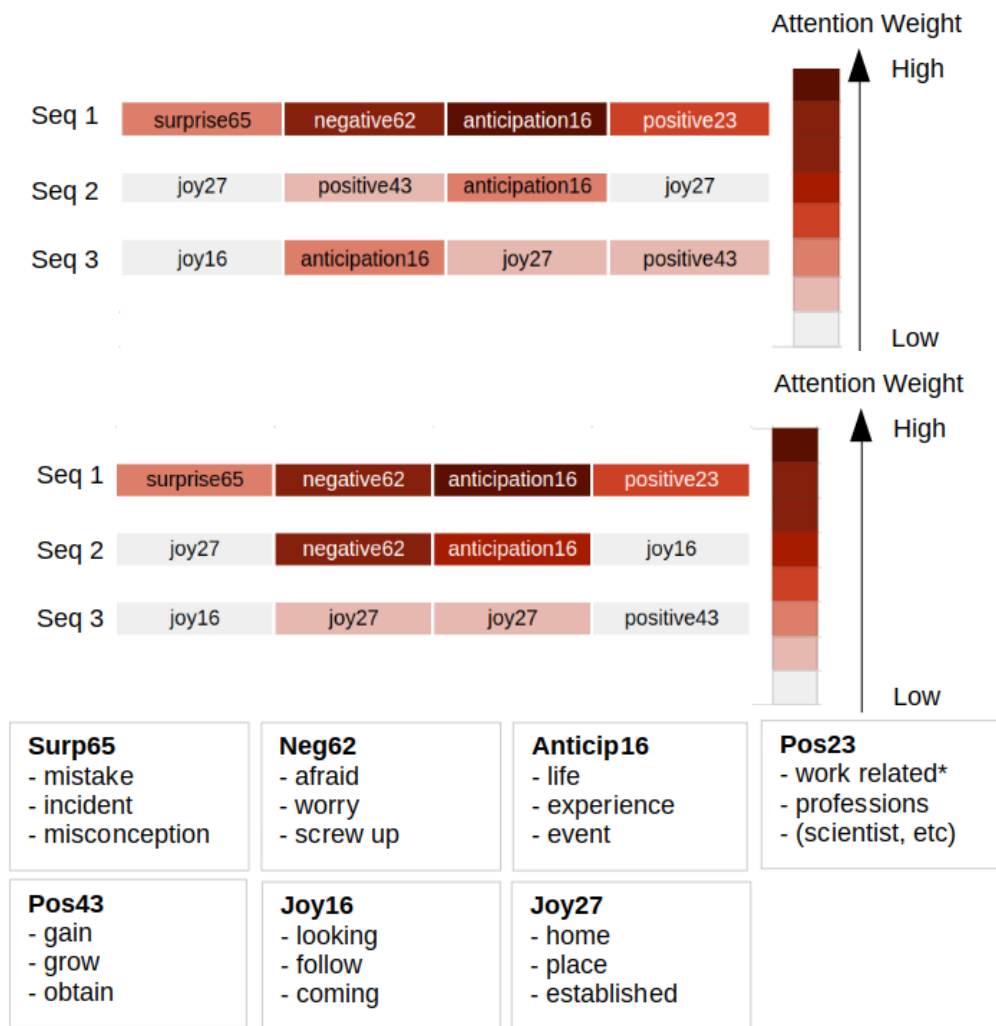 Attention Weight
High
Seq 1 surprise65 negative62 anticipation16 positive23
Seq 2 joy27 positive43 anticipation16 joy27
Seq 3 joy16 anticipation16 joy27 positive43
Low
Attention Weight
High
Seq 1 surprise65 negative62 anticipation16 positive23
Seq 2 joy27 negative62 anticipation16 joy16
Seq 3 joy16 joy27 joy27 positive43
Low
Surp65
- mistake
- incident
- misconception
Neg62
- afraid
- worry
- screw up
Anticip16
- life
- experience
- event
Pos23
- work related*
- professions
- (scientist, etc)
Pos43
- gain
- grow
- obtain
Joy16
- looking
- follow
- coming
Joy27
- home
- place
- established